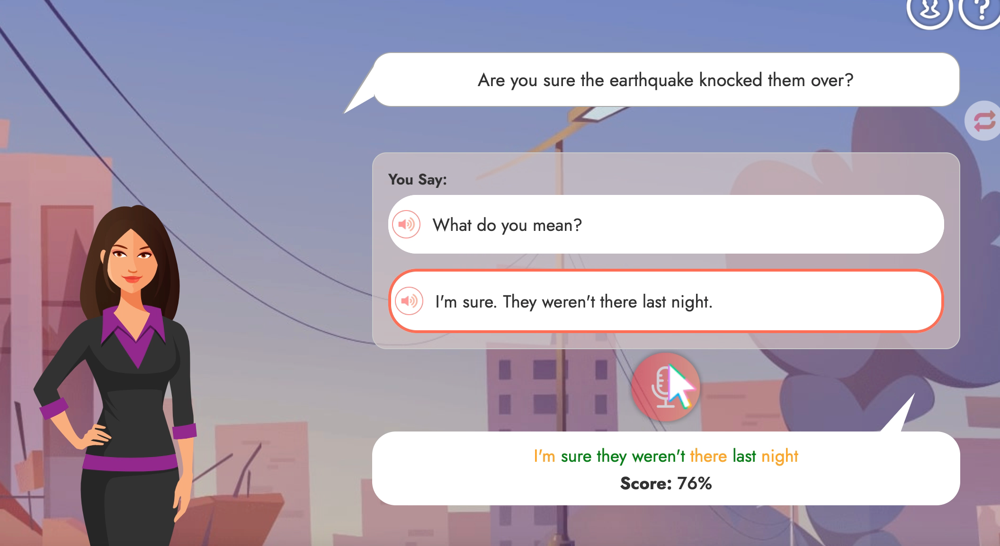 Are you sure the earthquake knocked them over?
You Say:
What do you mean?
I'm sure. They weren't there last night.
I'm sure they weren't there last night
Score: 76%